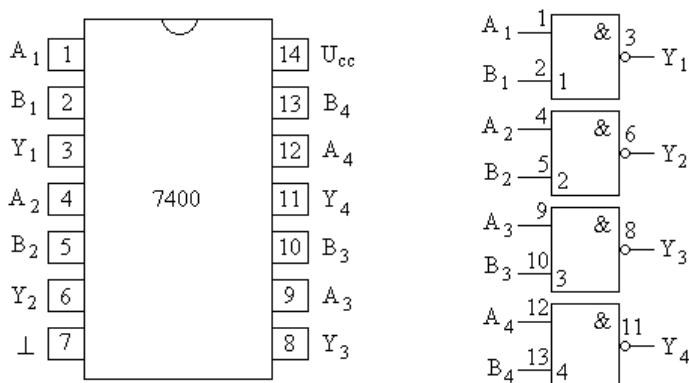 A1 1 14 Ucc
B1 2 13 B4
Y1 3 12 A4
A2 4 7400 11 Y4
B2 5 10 B3
Y2 6 9 A3
⊥ 7 8 Y3
A1 1 & 3 Y1
B1 2 1
A2 4 & 6 Y2
B2 5 2
A3 9 & 8 Y3
B3 10 3
A4 12 & 11 Y4
B4 13 4